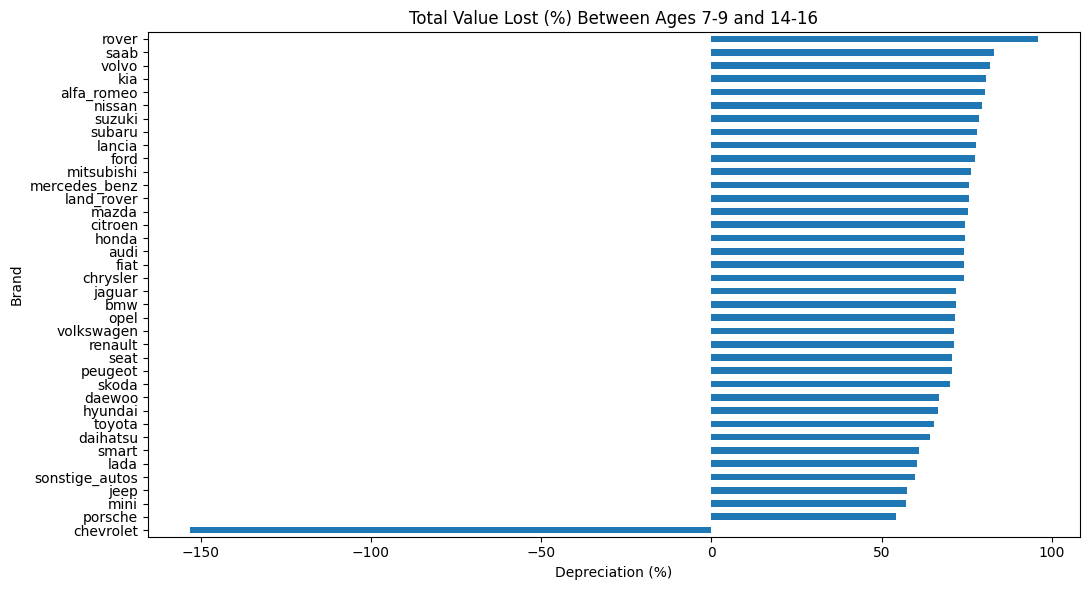 Total Value Lost (%) Between Ages 7-9 and 14-16
rover
saab
volvo
kia
alfa_romeo
nissan
suzuki
subaru
lancia
ford
mitsubishi
mercedes_benz
land_rover
mazda
citroen
honda
audi
fiat
chrysler
jaguar
bmw
opel
volkswagen
renault
seat
peugeot
skoda
daewoo
hyundai
toyota
daihatsu
smart
lada
sonstige_autos
jeep
mini
porsche
chevrolet
Brand
−150 −100 −50 0 50 100
Depreciation (%)